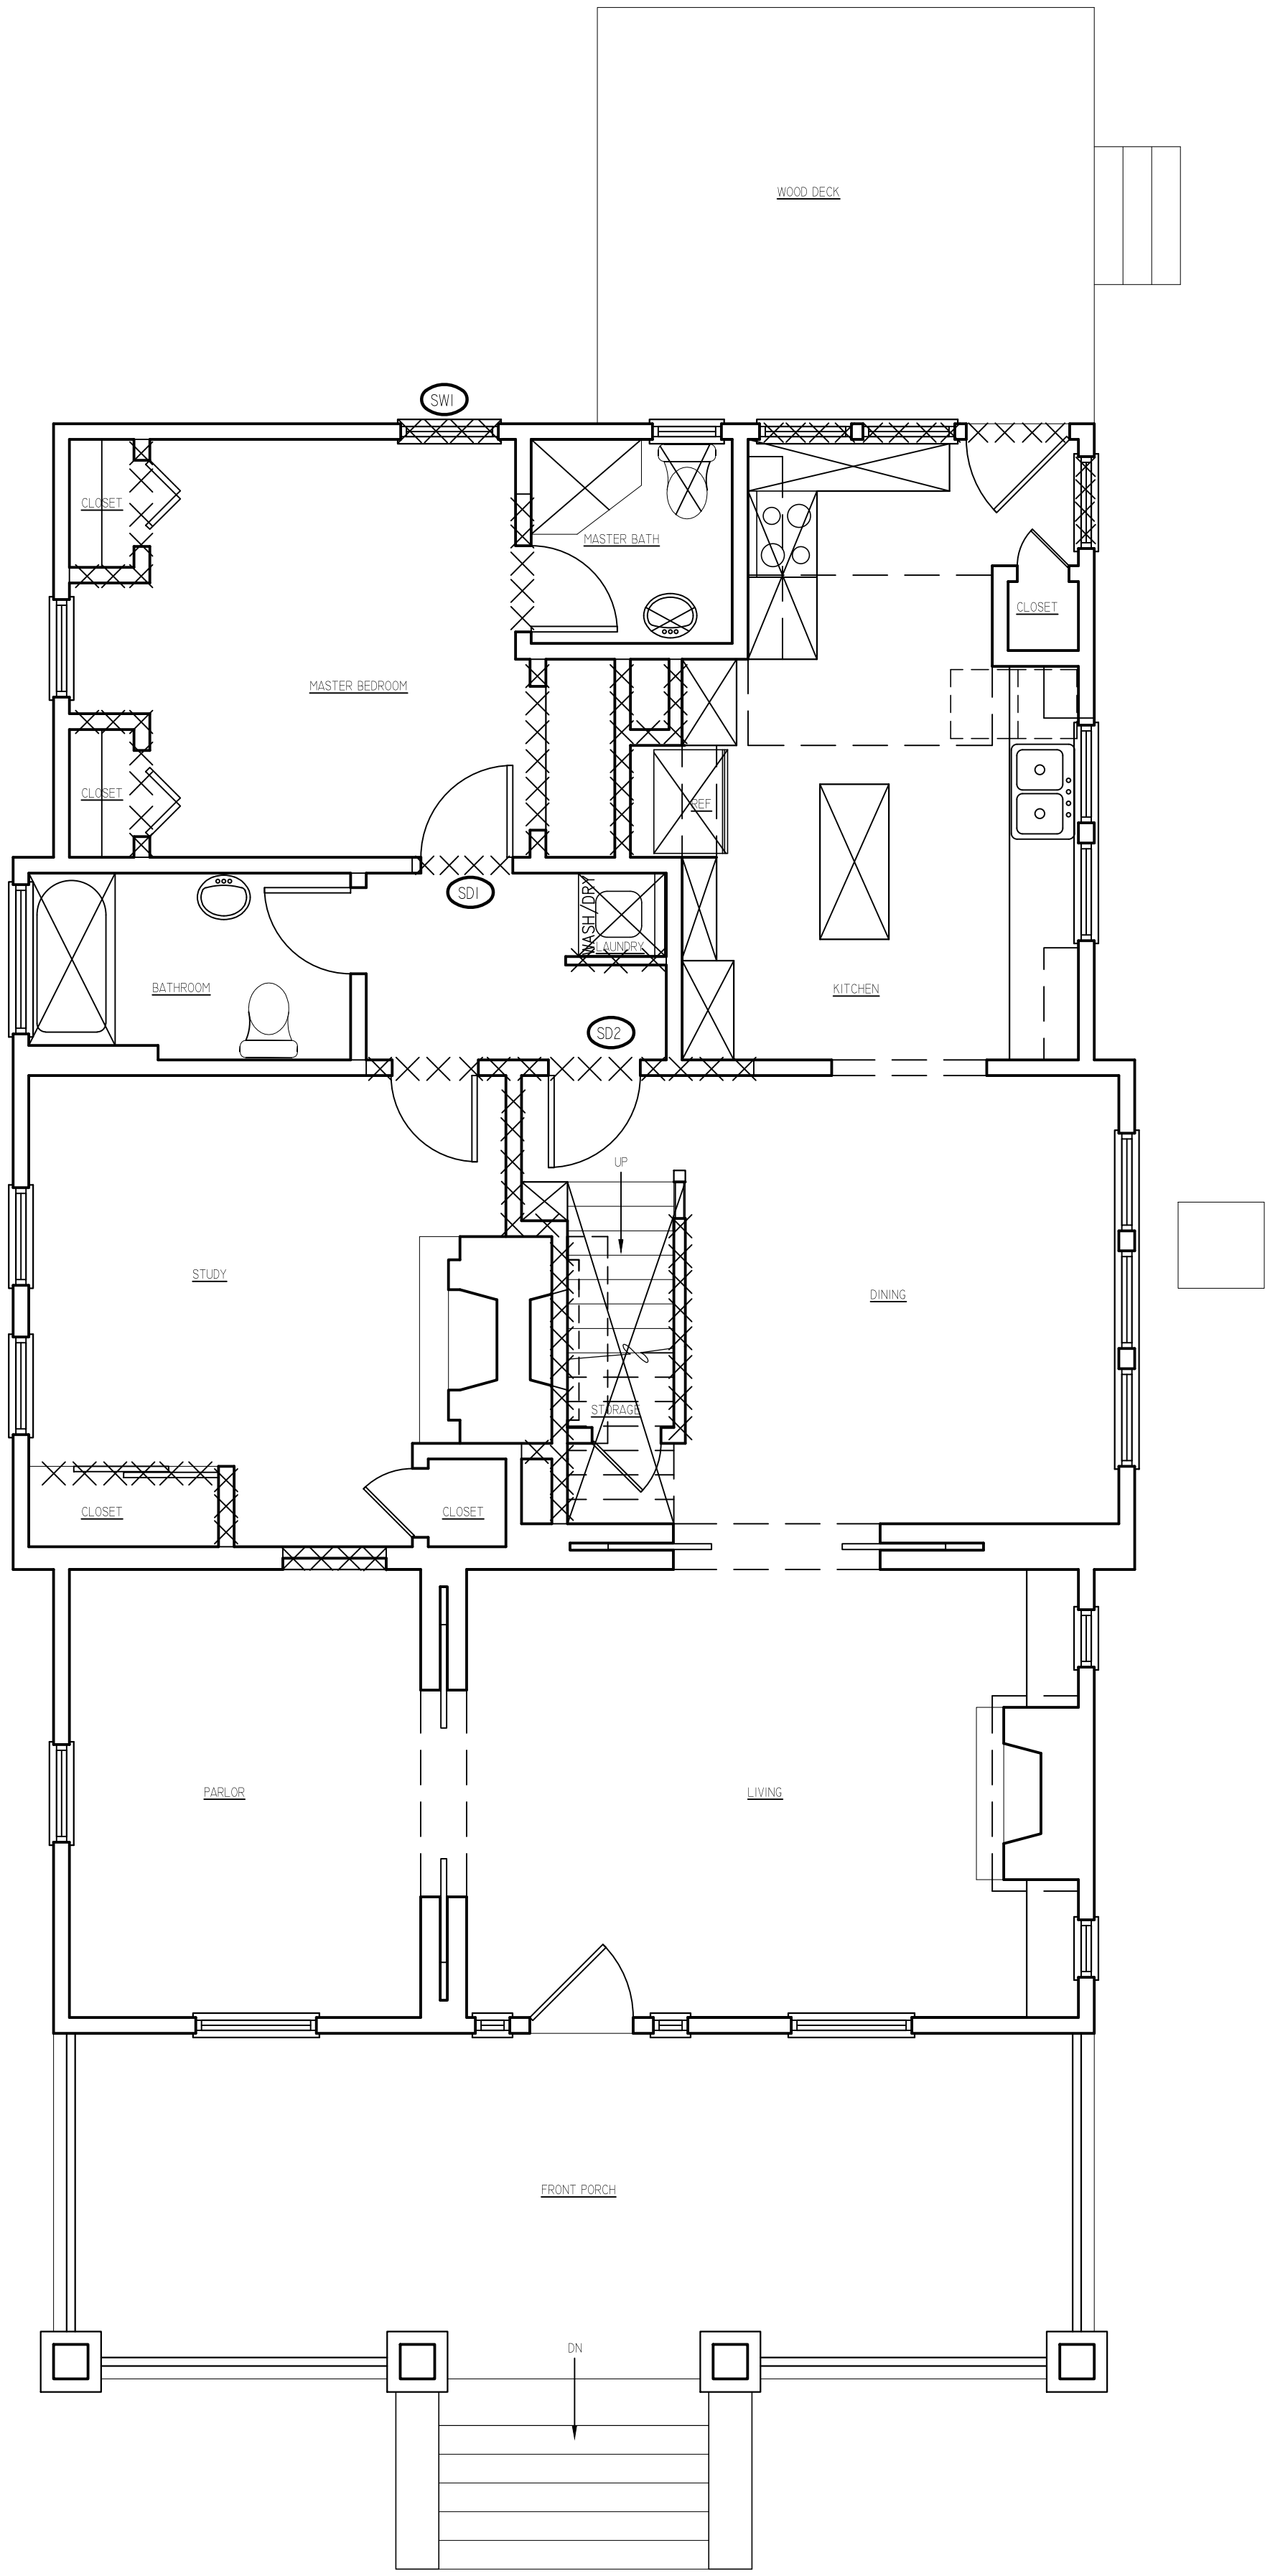 WOOD DECK
SW1
CLOSET
MASTER BATH
CLOSET
MASTER BEDROOM
CLOSET
REF
SD1
WASH/DRY
LAUNDRY
BATHROOM
KITCHEN
SD2
UP
STUDY
DINING
STORAGE
CLOSET
CLOSET
PARLOR
LIVING
FRONT PORCH
DN